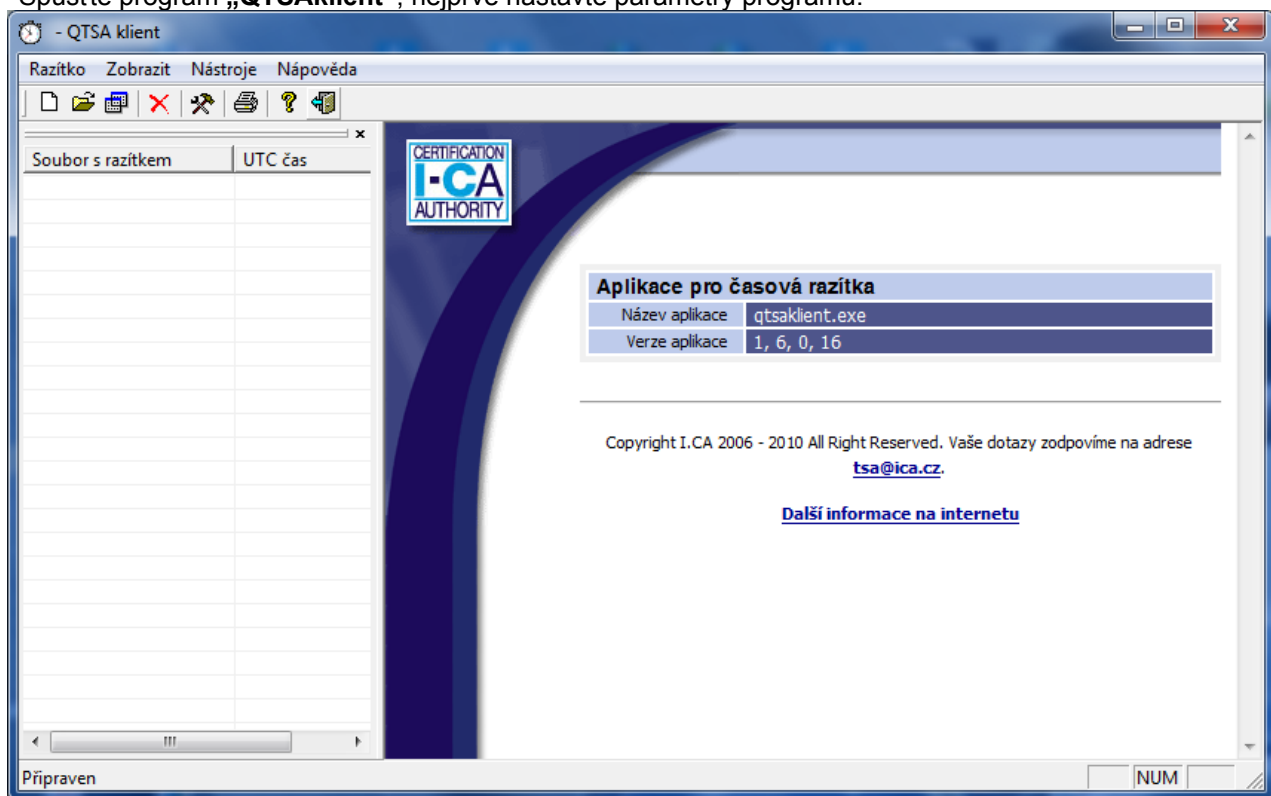 Spusťte program „QTSAklient“, nejprve nastavte parametry programu.
- QTSA klient
Razítko Zobrazit Nástroje Nápověda
Soubor s razítkem UTC čas
CERTIFICATION
I-CA
AUTHORITY
Aplikace pro časová razítka
Název aplikace qtsaklient.exe
Verze aplikace 1, 6, 0, 16
Copyright I.CA 2006 - 2010 All Right Reserved. Vaše dotazy zodpovíme na adrese
tsa@ica.cz.
Další informace na internetu
Připraven NUM